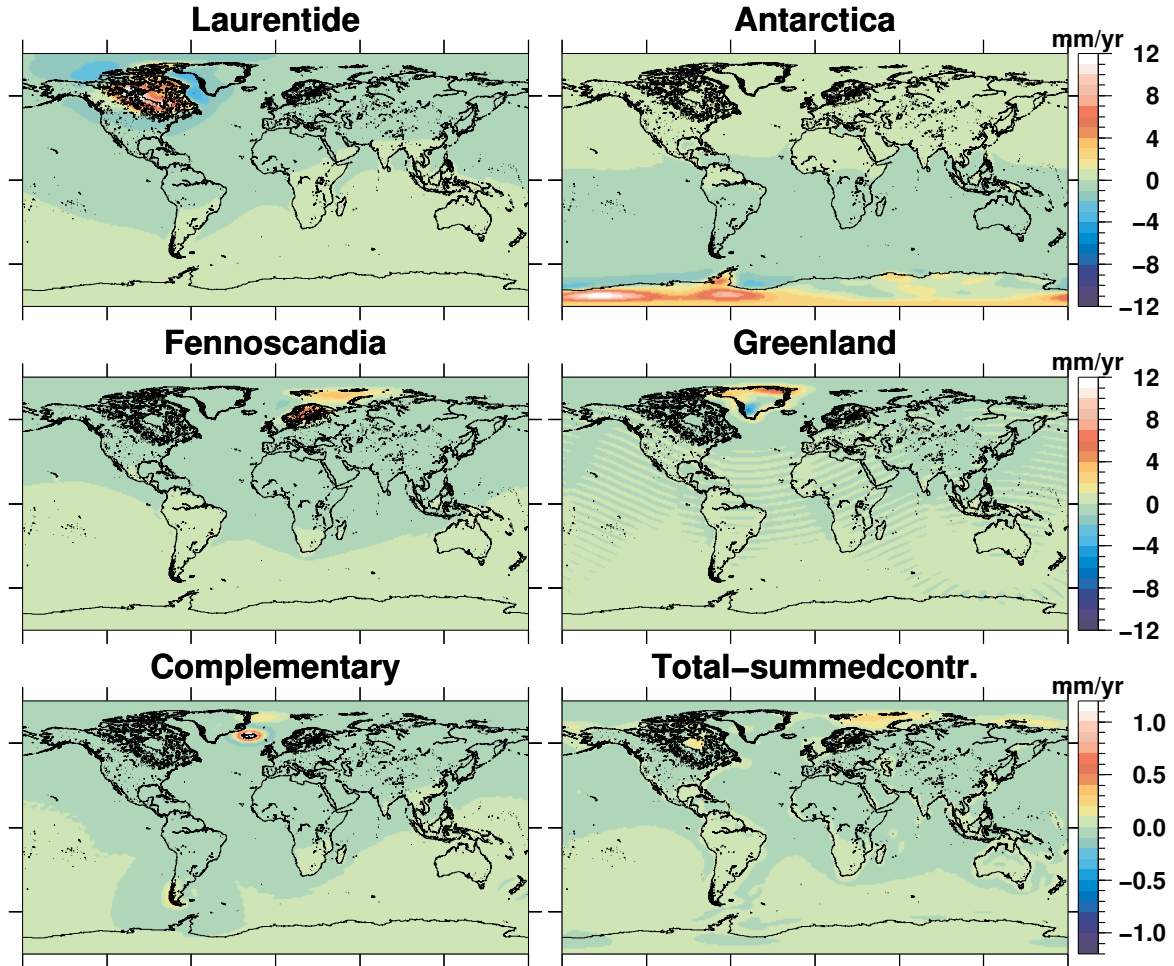 Laurentide
Antarctica
mm/yr
12
8
4
0
−4
−8
−12
Fennoscandia
Greenland
mm/yr
12
8
4
0
−4
−8
−12
Complementary
Total−summedcontr.
mm/yr
1.0
0.5
0.0
−0.5
−1.0